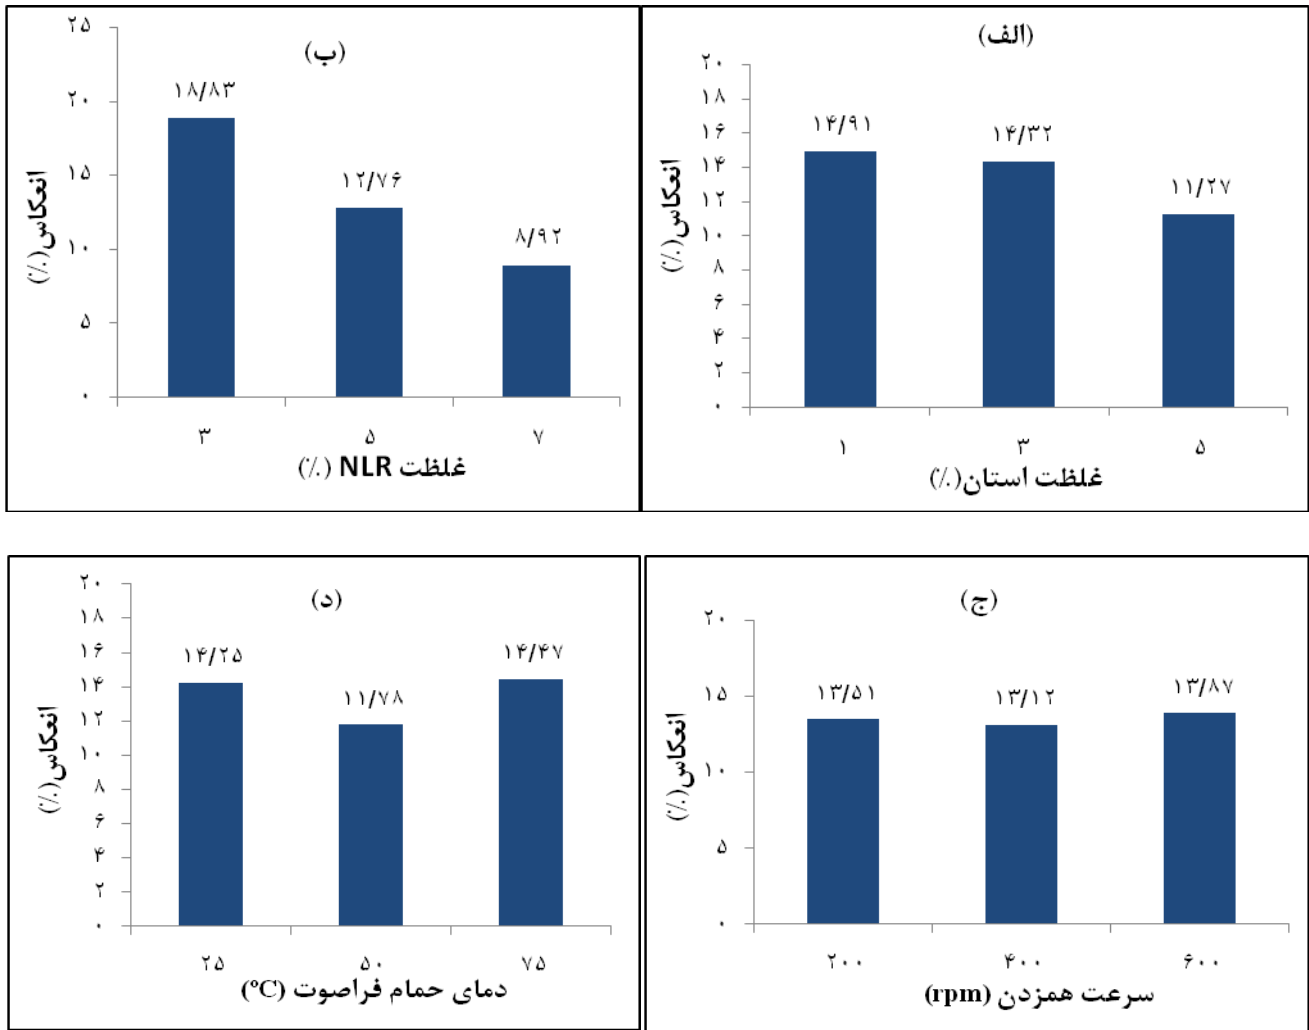 (الف)
انعکاس(٪)
۲۰
۱۸
۱۶
۱۴
۱۲
۱۰
۸
۶
۴
۲
۰
۱۴/۹۱
۱۴/۳۲
۱۱/۲۷
۱ ۳ ۵
غلظت استان(٪)
(ب)
انعکاس(٪)
۲۵
۲۰
۱۵
۱۰
۵
۰
۱۸/۸۳
۱۲/۷۶
۸/۹۲
۳ ۵ ۷
غلظت NLR (٪)
(ج)
انعکاس(٪)
۲۰
۱۵
۱۰
۵
۰
۱۳/۵۱
۱۳/۱۲
۱۳/۸۷
۲۰۰ ۴۰۰ ۶۰۰
سرعت همزدن (rpm)
(د)
انعکاس(٪)
۲۰
۱۸
۱۶
۱۴
۱۲
۱۰
۸
۶
۴
۲
۰
۱۴/۲۵
۱۱/۷۸
۱۴/۴۷
۲۵ ۵۰ ۷۵
دمای حمام فراصوت (°C)